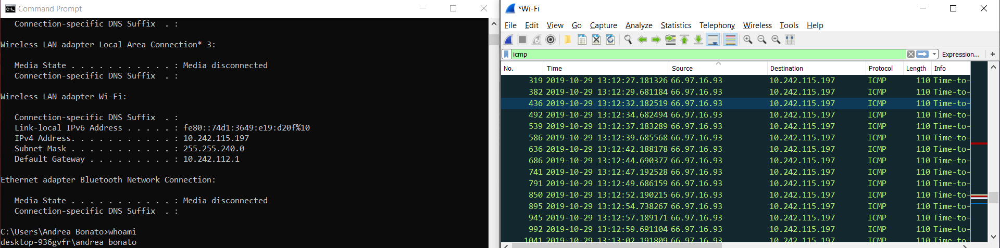 Command Prompt
Connection-specific DNS Suffix  . :
Wireless LAN adapter Local Area Connection* 3:
Media State . . . . . . . . . . . : Media disconnected
Connection-specific DNS Suffix  . :
Wireless LAN adapter Wi-Fi:
Connection-specific DNS Suffix  . :
Link-local IPv6 Address . . . . . : fe80::74d1:3649:e19:d20f%10
IPv4 Address. . . . . . . . . . . : 10.242.115.197
Subnet Mask . . . . . . . . . . . : 255.255.240.0
Default Gateway . . . . . . . . . : 10.242.112.1
Ethernet adapter Bluetooth Network Connection:
Media State . . . . . . . . . . . : Media disconnected
Connection-specific DNS Suffix  . :
C:\Users\Andrea Bonato>whoami
desktop-936gvfr\andrea bonato
*Wi-Fi
File Edit View Go Capture Analyze Statistics Telephony Wireless Tools Help
icmp Expression... +
No. Time Source Destination Protocol Length Info
319 2019-10-29 13:12:27.181326 66.97.16.93 10.242.115.197 ICMP 110 Time-to-
382 2019-10-29 13:12:29.681184 66.97.16.93 10.242.115.197 ICMP 110 Time-to-
436 2019-10-29 13:12:32.182519 66.97.16.93 10.242.115.197 ICMP 110 Time-to-
492 2019-10-29 13:12:34.682494 66.97.16.93 10.242.115.197 ICMP 110 Time-to-
539 2019-10-29 13:12:37.183289 66.97.16.93 10.242.115.197 ICMP 110 Time-to-
586 2019-10-29 13:12:39.685568 66.97.16.93 10.242.115.197 ICMP 110 Time-to-
636 2019-10-29 13:12:42.188178 66.97.16.93 10.242.115.197 ICMP 110 Time-to-
686 2019-10-29 13:12:44.690377 66.97.16.93 10.242.115.197 ICMP 110 Time-to-
741 2019-10-29 13:12:47.192528 66.97.16.93 10.242.115.197 ICMP 110 Time-to-
791 2019-10-29 13:12:49.686159 66.97.16.93 10.242.115.197 ICMP 110 Time-to-
850 2019-10-29 13:12:52.190215 66.97.16.93 10.242.115.197 ICMP 110 Time-to-
895 2019-10-29 13:12:54.738267 66.97.16.93 10.242.115.197 ICMP 110 Time-to-
945 2019-10-29 13:12:57.189171 66.97.16.93 10.242.115.197 ICMP 110 Time-to-
992 2019-10-29 13:12:59.691104 66.97.16.93 10.242.115.197 ICMP 110 Time-to-
1041 2019-10-29 13:13:02.191809 66.97.16.93 10.242.115.197 ICMP 110 Time-to-